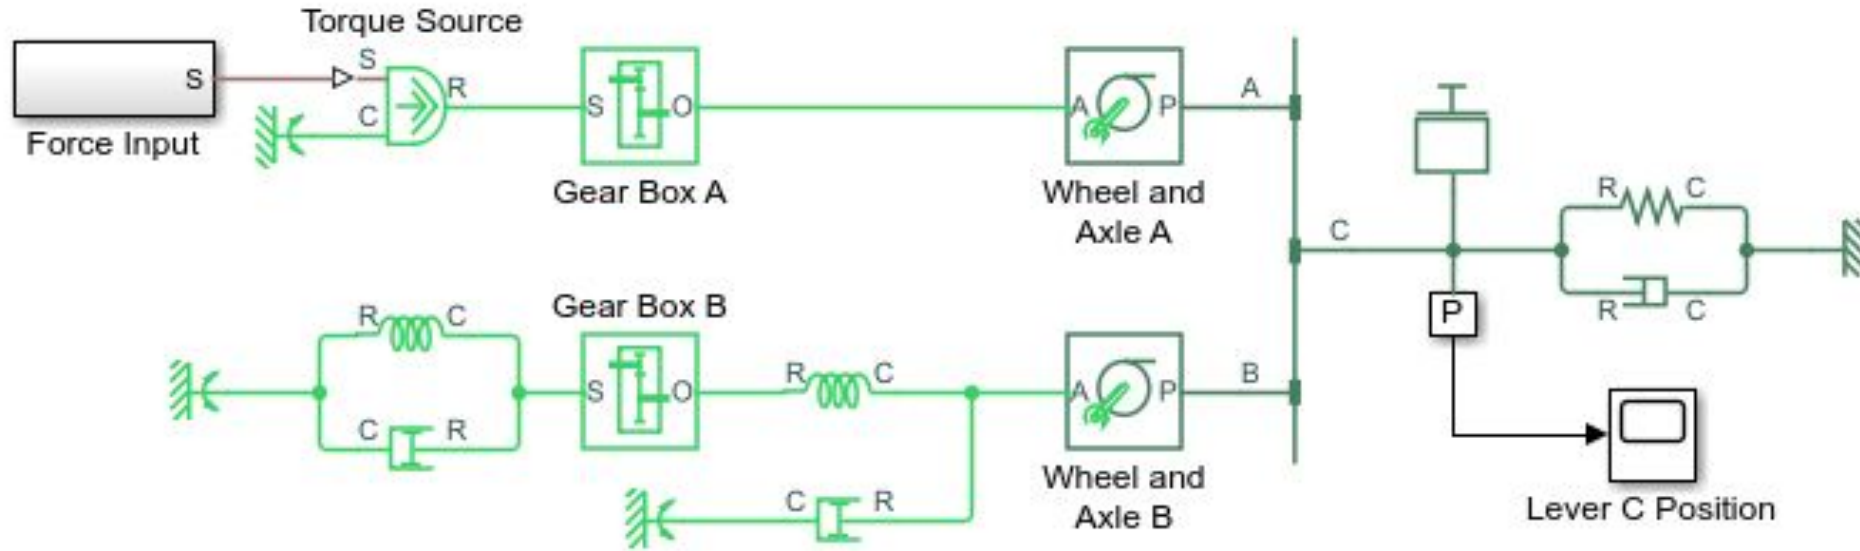 Torque Source
S
S
R
C
Force Input
S
O
Gear Box A
A
P
Wheel and
Axle A
A
C
R
C
R
C
P
Gear Box B
R
C
C
R
S
O
R
C
C
R
A
P
B
Wheel and
Axle B
Lever C Position